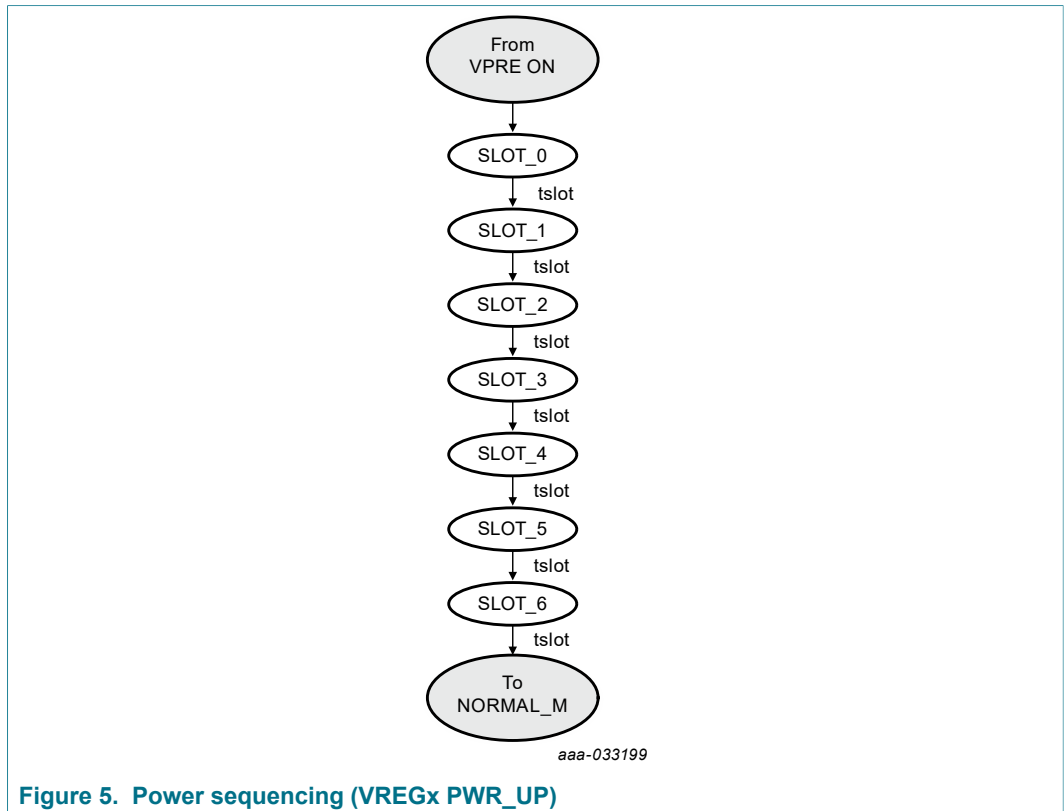 From
VPRE ON
SLOT_0
tslot
SLOT_1
tslot
SLOT_2
tslot
SLOT_3
tslot
SLOT_4
tslot
SLOT_5
tslot
SLOT_6
tslot
To
NORMAL_M
aaa-033199
Figure 5. Power sequencing (VREGx PWR_UP)